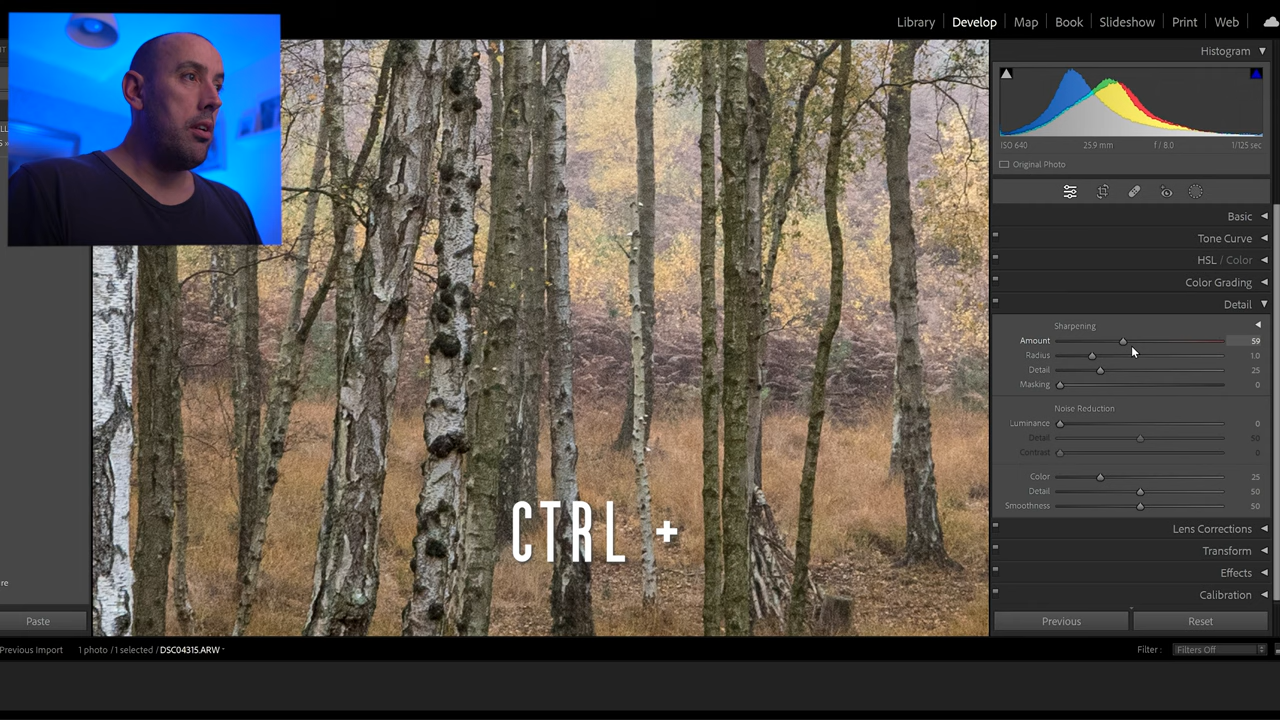 Library Develop Map Book Slideshow Print Web
Histogram
ISO 640 25.9 mm f / 8.0 1/125 sec
Original Photo
Basic
Tone Curve
HSL / Color
Color Grading
Detail
Sharpening
Amount 59
Radius 1.0
Detail 25
Masking 0
Noise Reduction
Luminance 0
Detail 50
Contrast 0
Color 25
Detail 50
Smoothness 50
CTRL +
Lens Corrections
Transform
Effects
re
Calibration
Paste
Previous Reset
Previous Import 1 photo / 1 selected / DSC04315.ARW
Filter : Filters Off